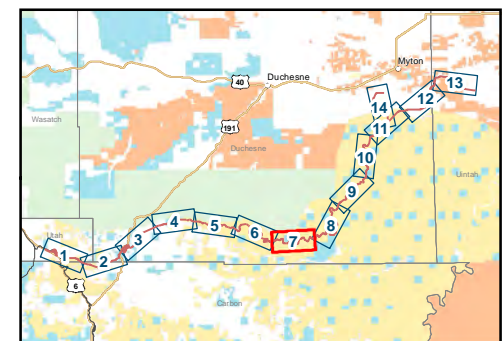 40
Duchesne
Myton
13
12
14
11
Wasatch
191
Duchesne
10
Uintah
9
4
5
8
Utah
3
6
7
1
2
6
Carbon